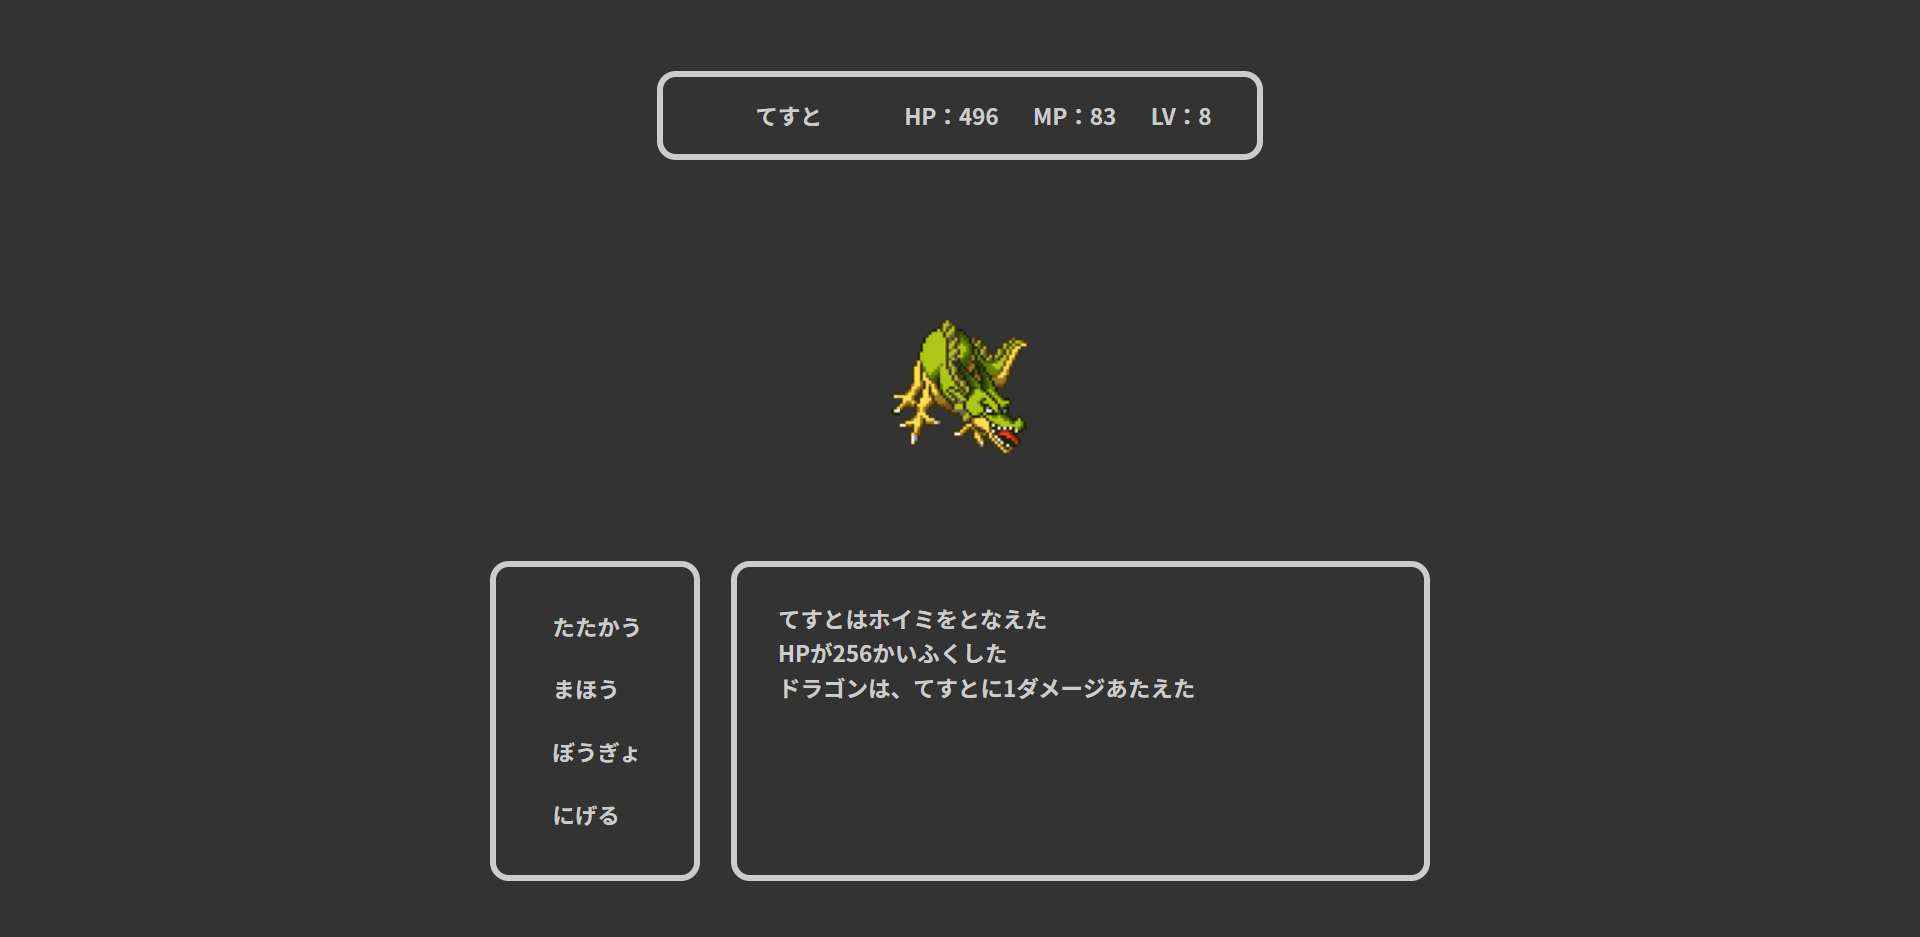 てすと HP：496 MP：83 LV：8
たたかう
まほう
ぼうぎょ
にげる
てすとはホイミをとなえた
HPが256かいふくした
ドラゴンは、てすとに1ダメージあたえた